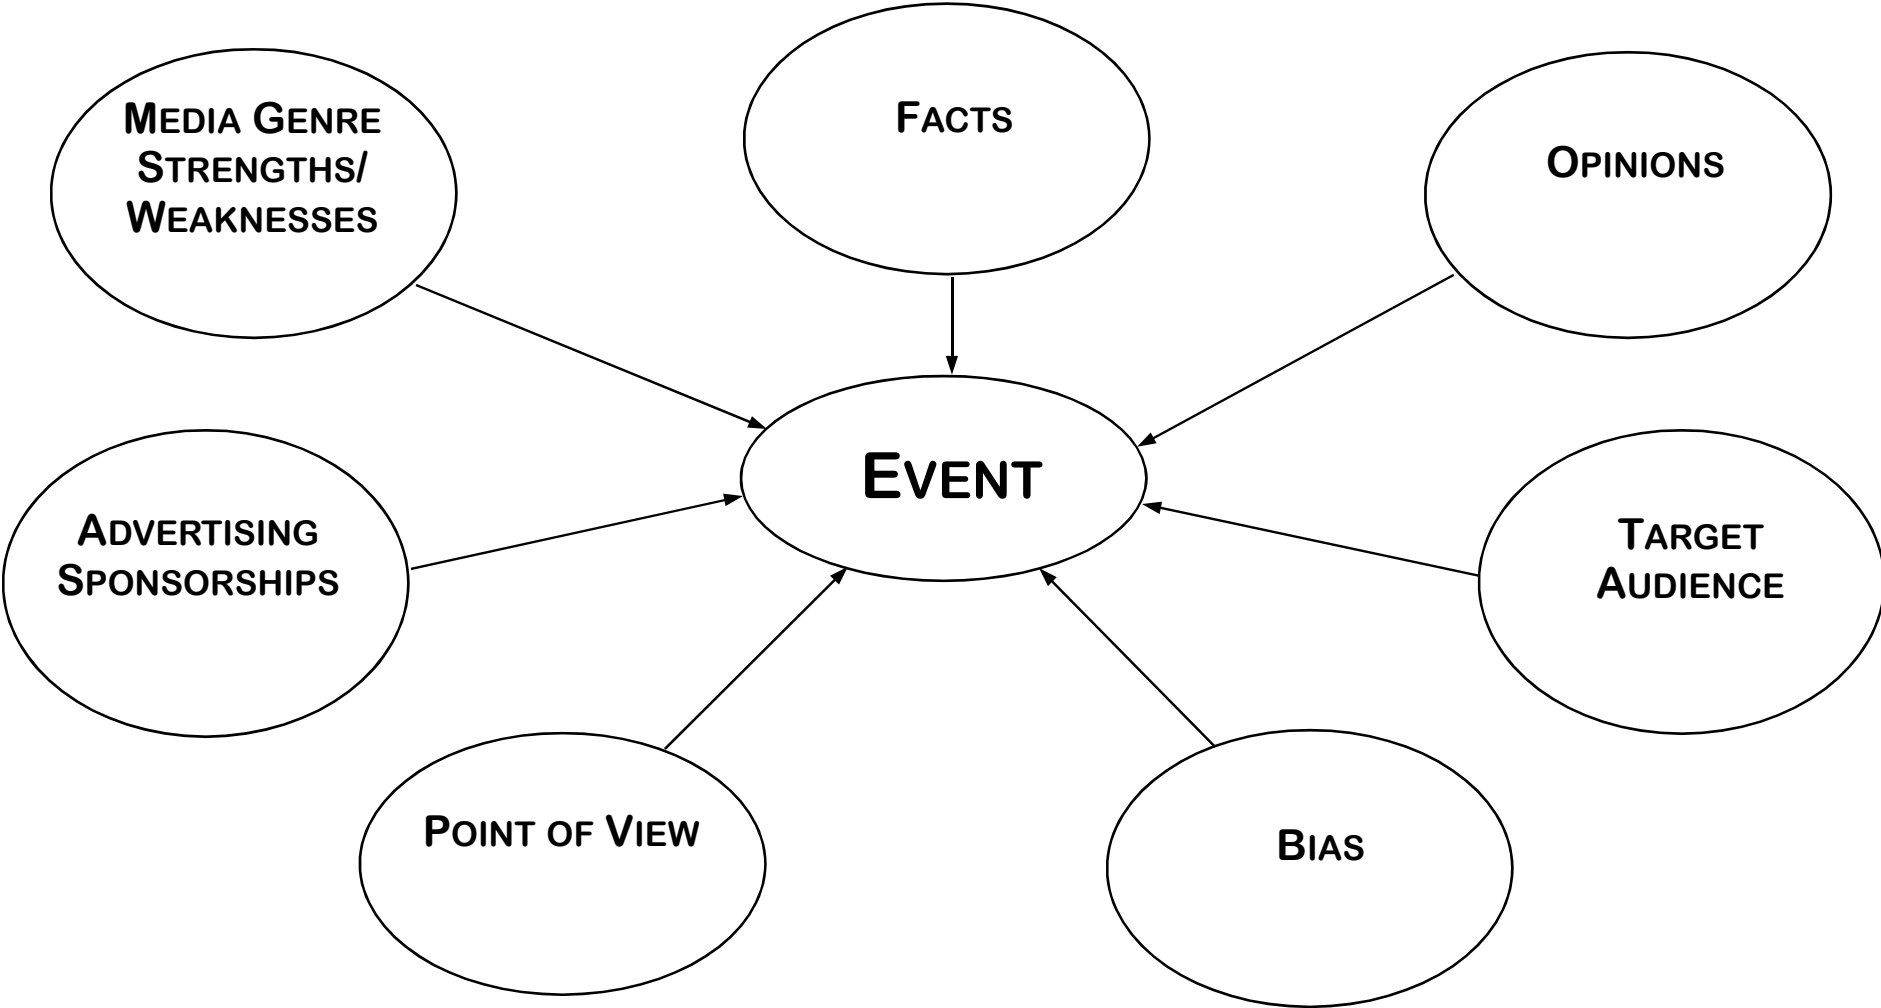 FACTS
MEDIA GENRE
STRENGTHS/
WEAKNESSES
OPINIONS
EVENT
ADVERTISING
SPONSORSHIPS
TARGET
AUDIENCE
POINT OF VIEW
BIAS